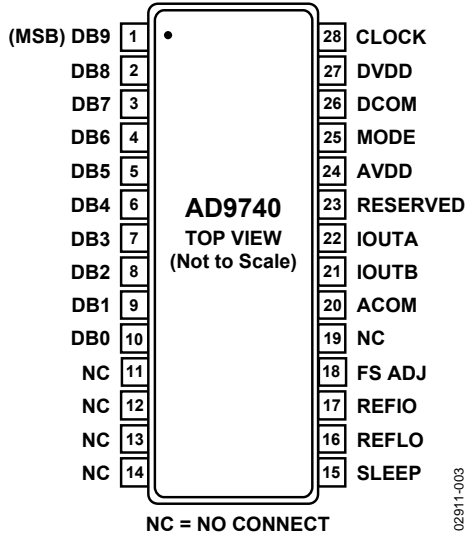 (MSB) DB9 1 28 CLOCK
DB8 2 27 DVDD
DB7 3 26 DCOM
DB6 4 25 MODE
DB5 5 24 AVDD
DB4 6 AD9740 23 RESERVED
DB3 7 TOP VIEW 22 IOUTA
DB2 8 (Not to Scale) 21 IOUTB
DB1 9 20 ACOM
DB0 10 19 NC
NC 11 18 FS ADJ
NC 12 17 REFIO
NC 13 16 REFLO
NC 14 15 SLEEP
NC = NO CONNECT
02911-003